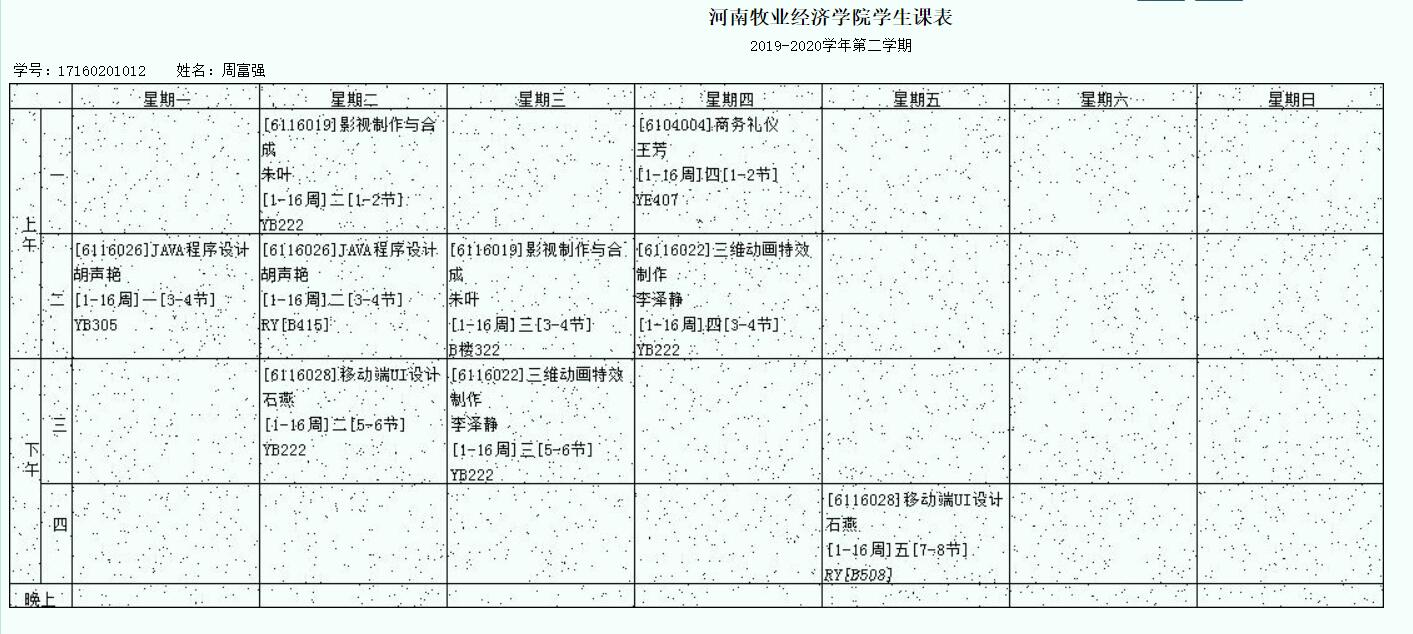 河南牧业经济学院学生课表
2019-2020学年第二学期
学号：17160201012 姓名：周富强
星期一 星期二 星期三 星期四 星期五 星期六 星期日
上午
一
[6116019]影视制作与合
成
朱叶
[1-16周]二[1-2节]
YB222
[6104004]商务礼仪
王芳
[1-16周]四[1-2节]
YE407
二
[6116026]JAVA程序设计
胡声艳
[1-16周]一[3-4节]
YB305
[6116026]JAVA程序设计
胡声艳
[1-16周]二[3-4节]
RY[B415]
[6116019]影视制作与合
成
朱叶
[1-16周]三[3-4节]
B楼322
[6116022]三维动画特效
制作
李泽静
[1-16周]四[3-4节]
YB222
下午
三
[6116028]移动端UI设计
石燕
[1-16周]二[5-6节]
YB222
[6116022]三维动画特效
制作
李泽静
[1-16周]三[5-6节]
YB222
四
[6116028]移动端UI设计
石燕
[1-16周]五[7-8节]
RY[B508]
晚上